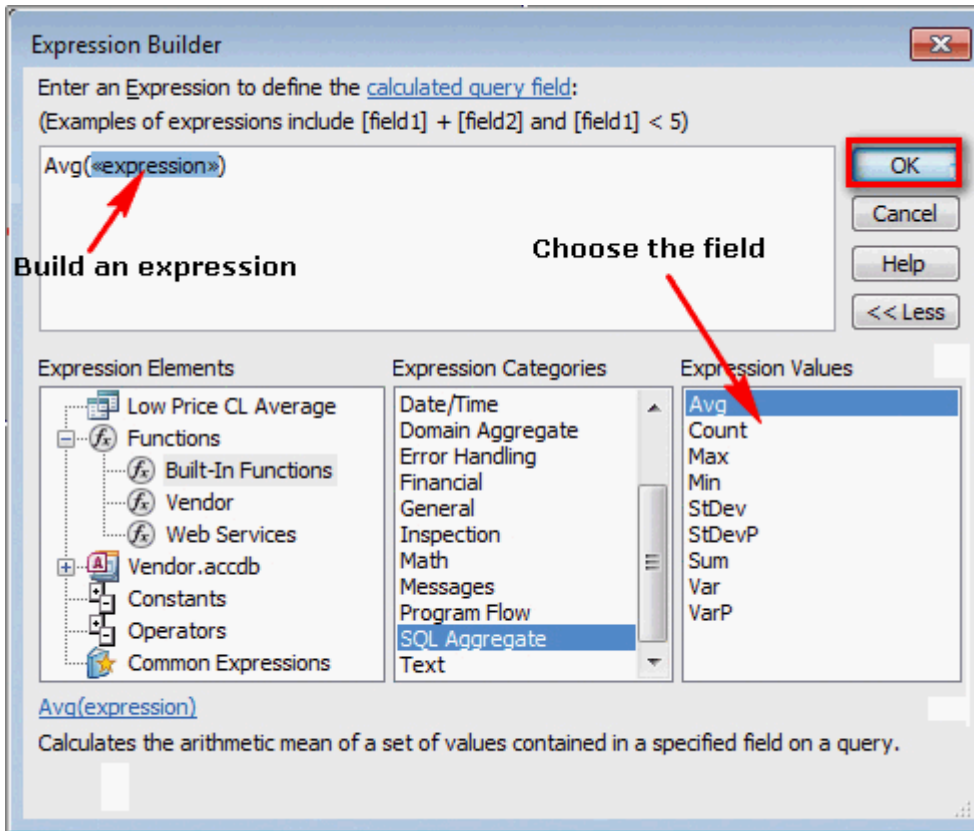 Expression Builder
Enter an Expression to define the calculated query field:
(Examples of expressions include [field1] + [field2] and [field1] < 5)
Avg(«expression»)
OK
Cancel
Help
<< Less
Build an expression
Choose the field
Expression Elements
Low Price CL Average
Functions
Built-In Functions
Vendor
Web Services
Vendor.accdb
Constants
Operators
Common Expressions
Expression Categories
Date/Time
Domain Aggregate
Error Handling
Financial
General
Inspection
Math
Messages
Program Flow
SQL Aggregate
Text
Expression Values
Avg
Count
Max
Min
StDev
StDevP
Sum
Var
VarP
Avg(expression)
Calculates the arithmetic mean of a set of values contained in a specified field on a query.